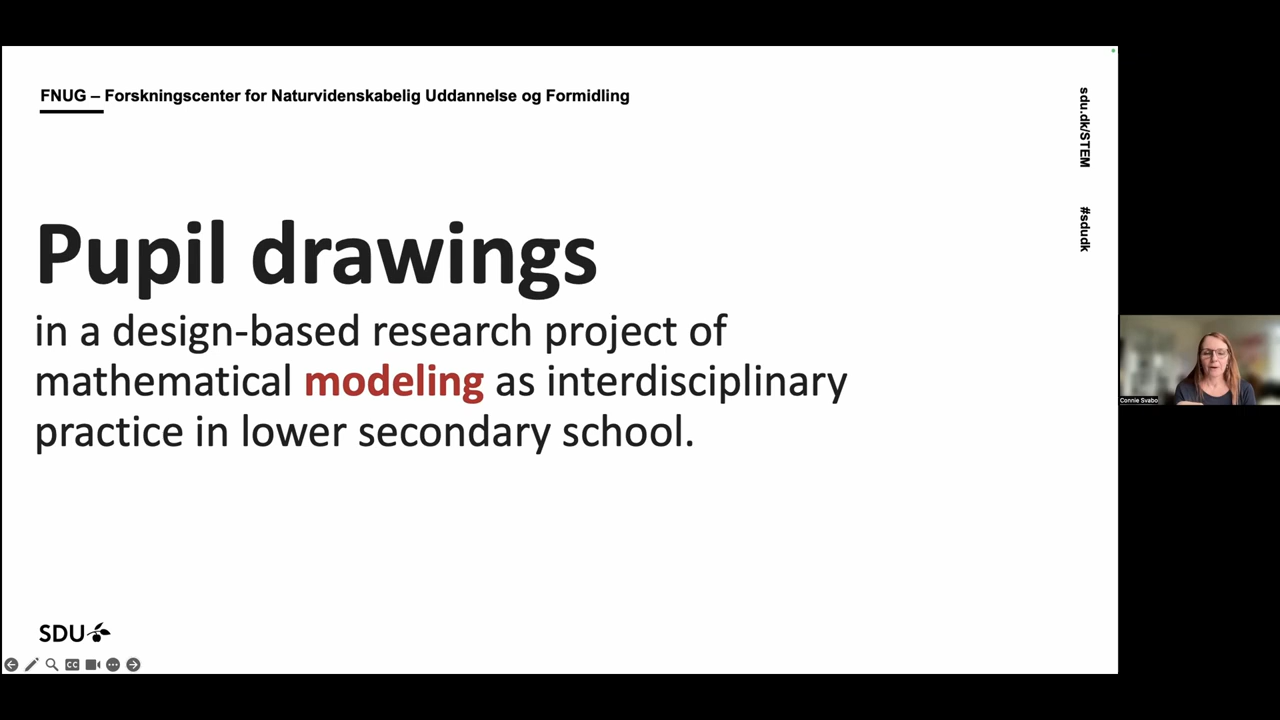 FNUG – Forskningscenter for Naturvidenskabelig Uddannelse og Formidling
sdu.dk/STEM
#sdudk
Pupil drawings
in a design-based research project of
mathematical modeling as interdisciplinary
practice in lower secondary school.
Connie Svabo
SDU
CC